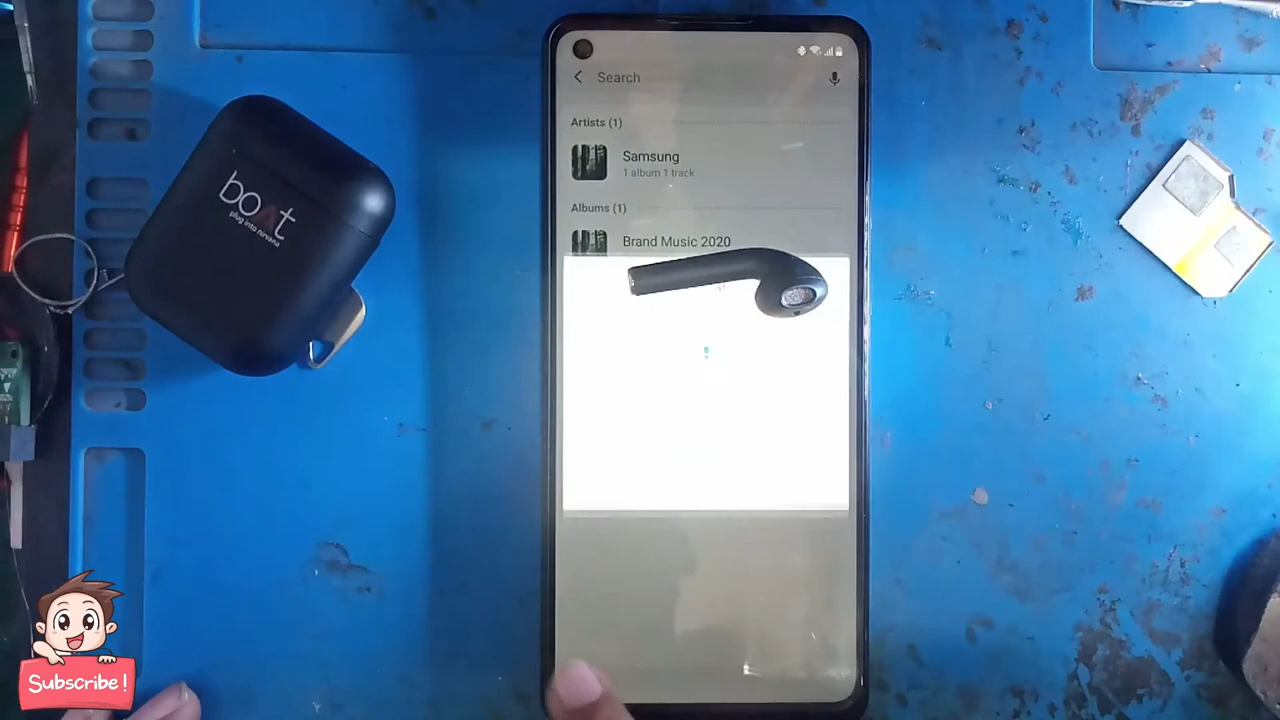 boAt
plug into nirvana
Search
Artists (1)
Samsung
1 album 1 track
Albums (1)
Brand Music 2020
Subscribe!